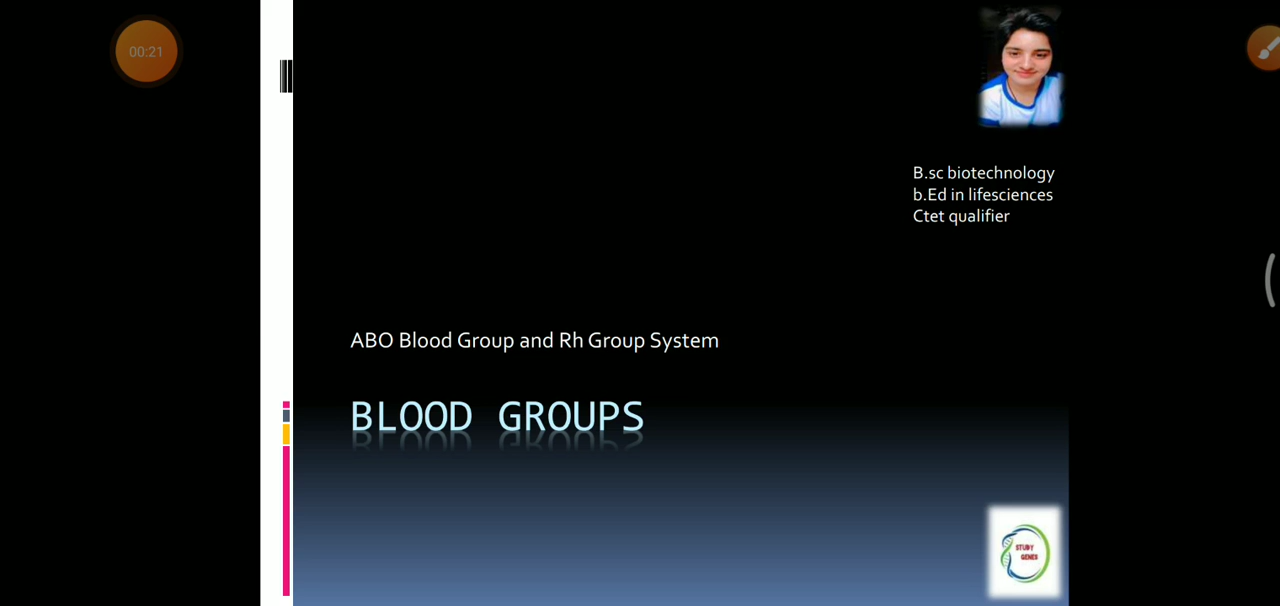 00:21
B.sc biotechnology
b.Ed in lifesciences
Ctet qualifier
ABO Blood Group and Rh Group System
BLOOD GROUPS
STUDY
GENES